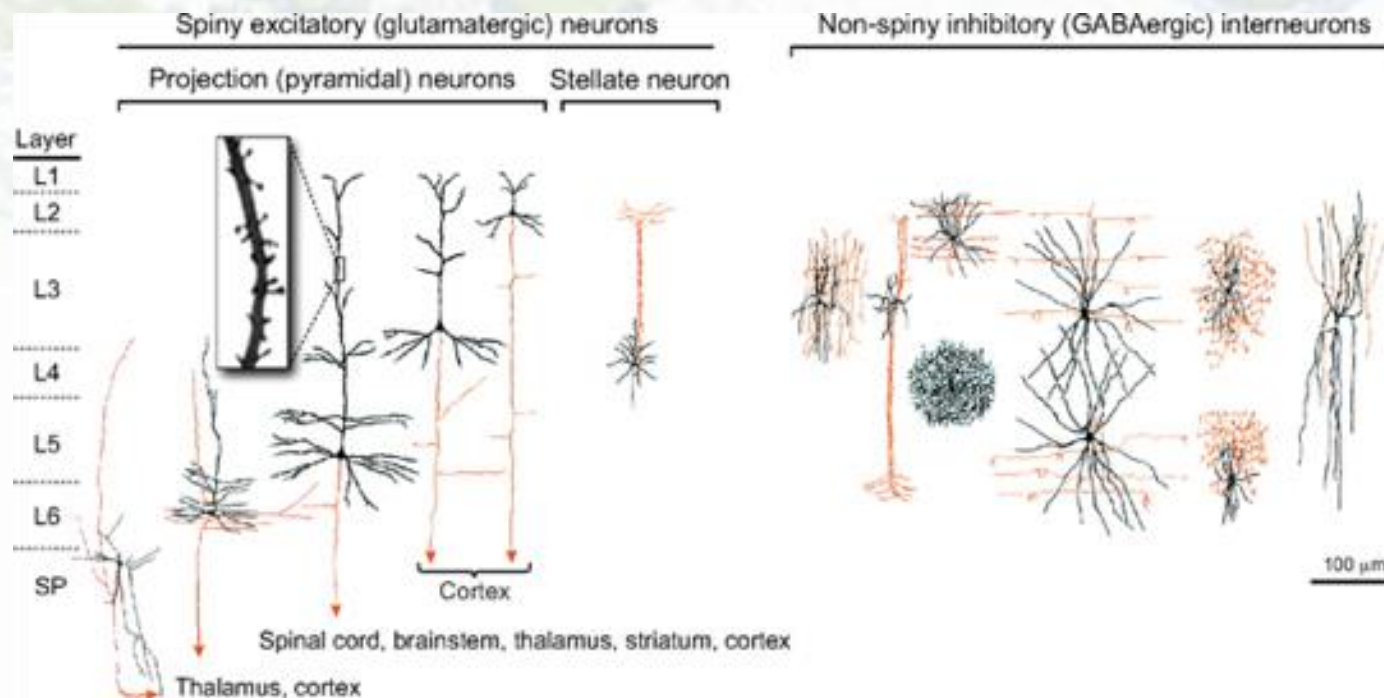 Spiny excitatory (glutamatergic) neurons
Non-spiny inhibitory (GABAergic) interneurons
Projection (pyramidal) neurons
Stellate neuron
Layer
L1
L2
L3
L4
L5
L6
SP
100 µm
Cortex
Spinal cord, brainstem, thalamus, striatum, cortex
Thalamus, cortex